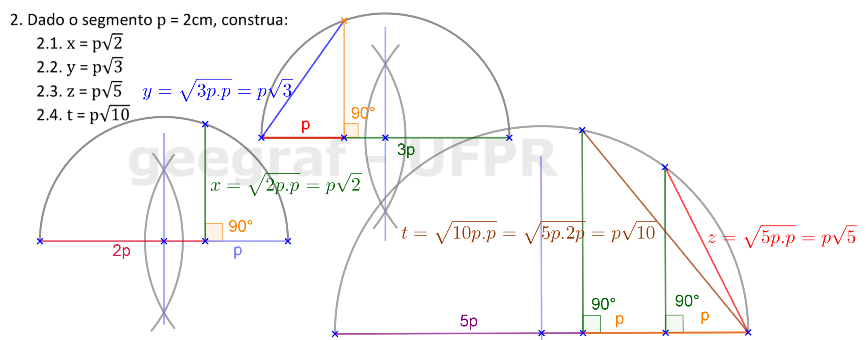 2. Dado o segmento p = 2cm, construa:
2.1. x = p√2
2.2. y = p√3
2.3. z = p√5
2.4. t = p√10
y = √3p.p = p√3
90°
p
3p
geegraf - UFPR
x = √2p.p = p√2
90°
2p
p
t = √10p.p = √5p.2p = p√10
z = √5p.p = p√5
90°
90°
5p
p
p